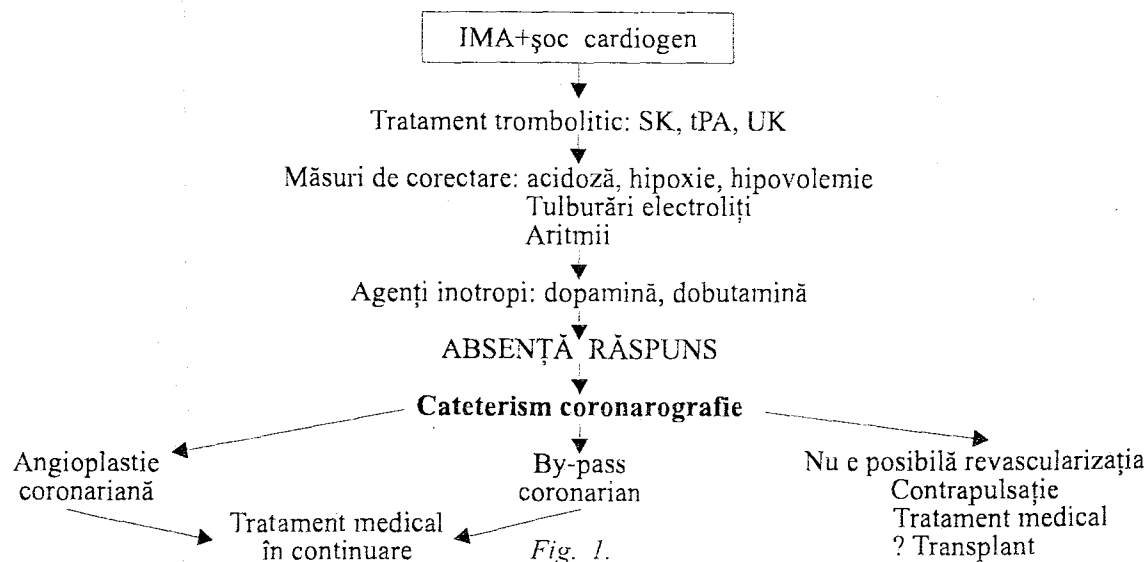 IMA+şoc cardiogen
Tratament trombolitic: SK, tPA, UK
Măsuri de corectare: acidoză, hipoxie, hipovolemie
Tulburări electroliţi
Aritmii
Agenţi inotropi: dopamină, dobutamină
ABSENŢĂ RĂSPUNS
Cateterism coronarografie
Angioplastie
coronariană
By-pass
coronarian
Nu e posibilă revascularizaţia
Contrapulsaţie
Tratament medical
? Transplant
Tratament medical
în continuare
Fig. 1.